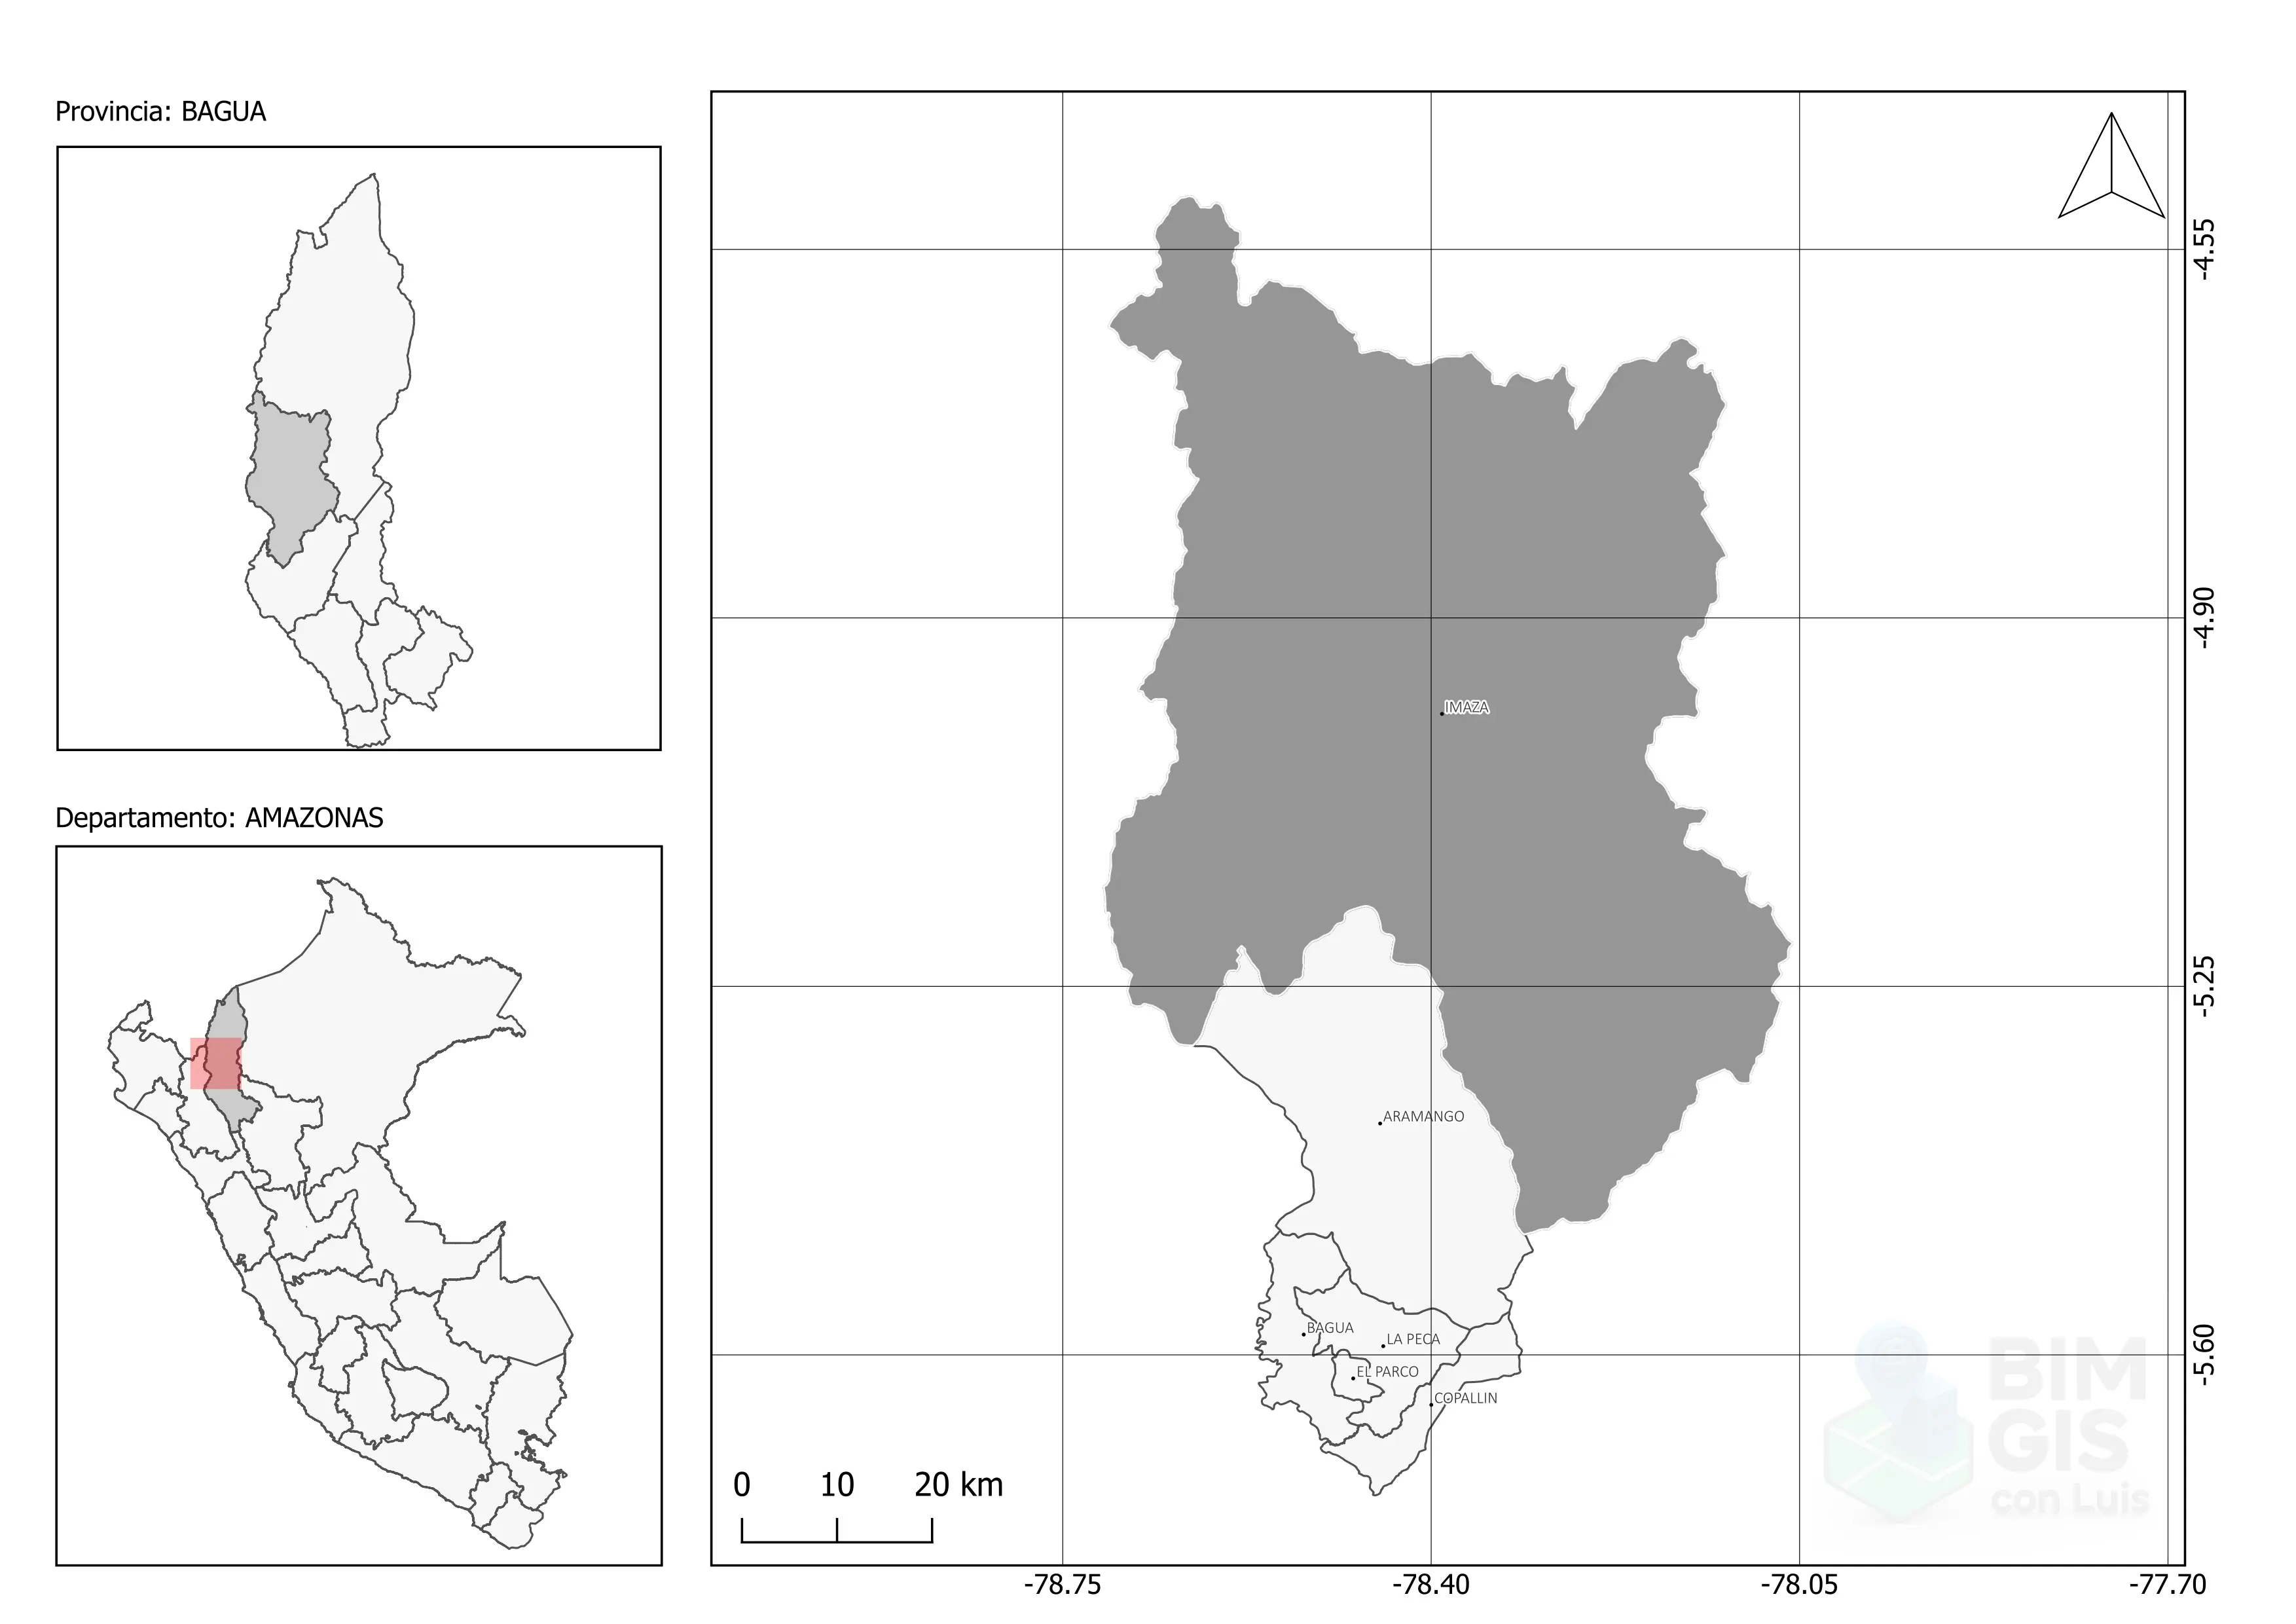 Provincia: BAGUA
Departamento: AMAZONAS
-4.55
-4.90
-5.25
-5.60
IMAZA
ARAMANGO
BAGUA
LA PECA
EL PARCO
COPALLIN
0 10 20 km
BIM
GIS
con Luis
-78.75 -78.40 -78.05 -77.70